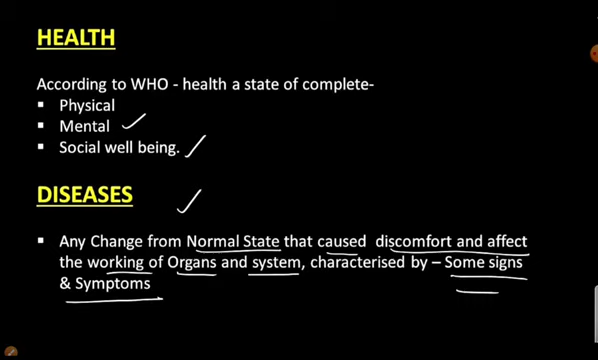 HEALTH
According to WHO - health a state of complete-
▪ Physical
▪ Mental
▪ Social well being.
DISEASES
▪ Any Change from Normal State that caused discomfort and affect
the working of Organs and system, characterised by – Some signs
& Symptoms